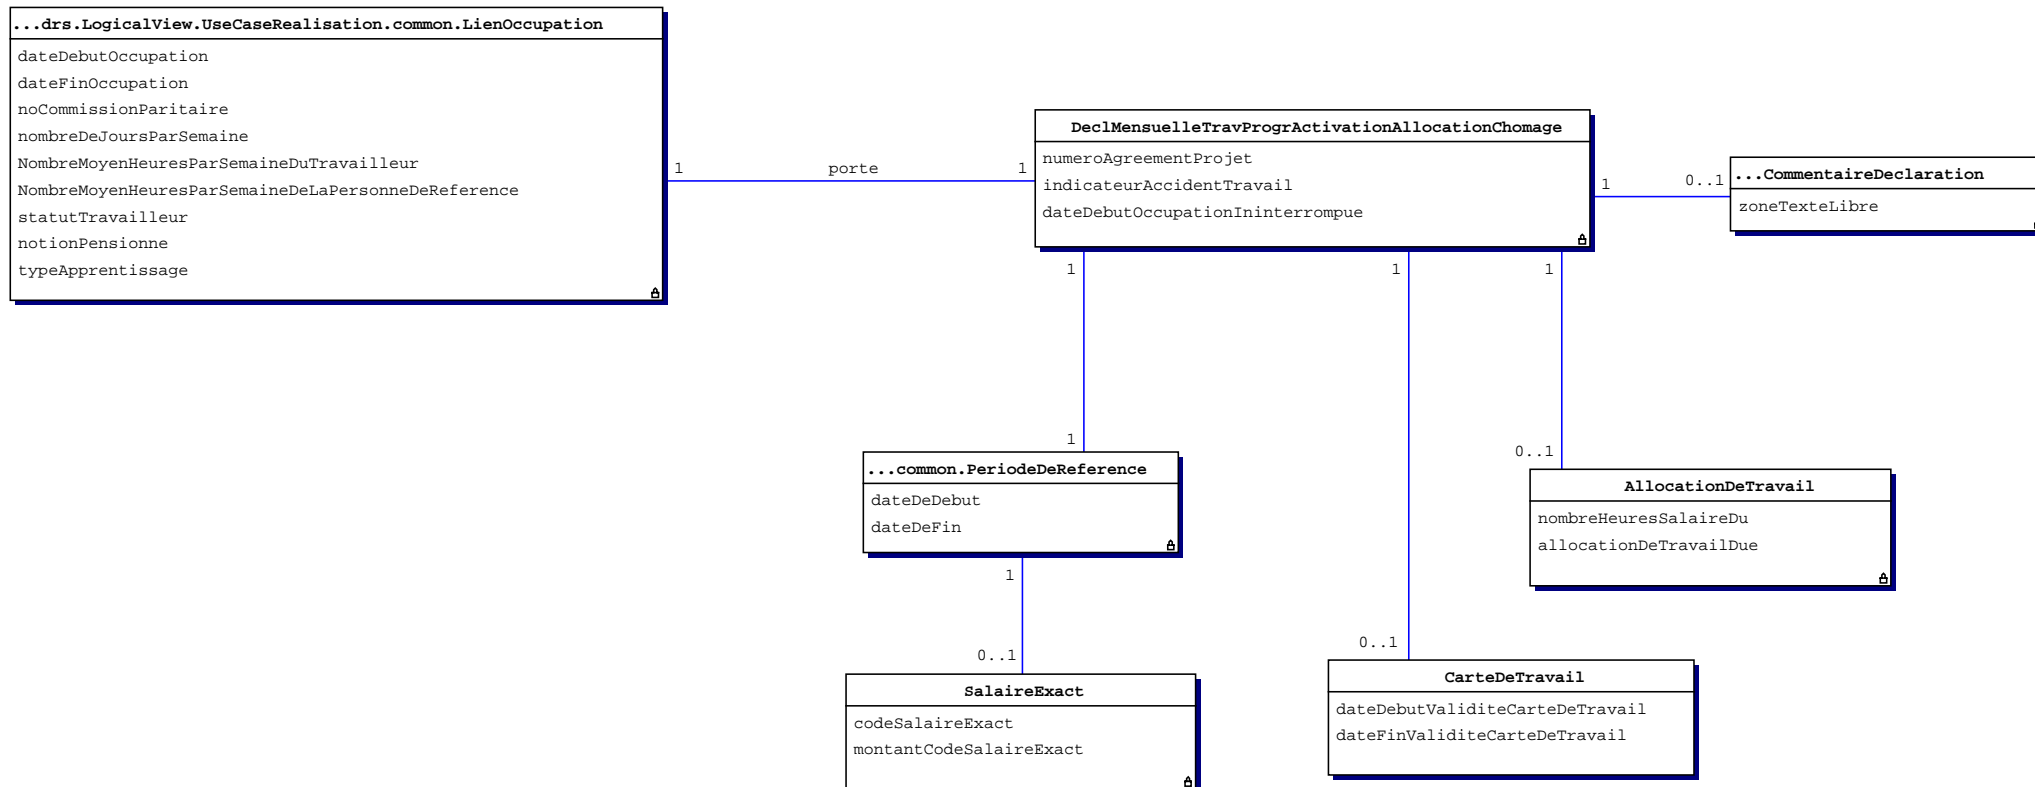 ...drs.LogicalView.UseCaseRealisation.common.LienOccupation
dateDebutOccupation
dateFinOccupation
noCommissionParitaire
nombreDeJoursParSemaine
NombreMoyenHeuresParSemaineDuTravailleur
NombreMoyenHeuresParSemaineDeLaPersonneDeReference
statutTravailleur
notionPensionne
typeApprentissage
1
porte
1
DeclMensuelleTravProgrActivationAllocationChomage
numeroAgreementProjet
indicateurAccidentTravail
dateDebutOccupationIninterrompue
1
0..1
...CommentaireDeclaration
zoneTexteLibre
1
1
1
1
0..1
...common.PeriodeDeReference
dateDeDebut
dateDeFin
AllocationDeTravail
nombreHeuresSalaireDu
allocationDeTravailDue
1
0..1
0..1
SalaireExact
codeSalaireExact
montantCodeSalaireExact
CarteDeTravail
dateDebutValiditeCarteDeTravail
dateFinValiditeCarteDeTravail